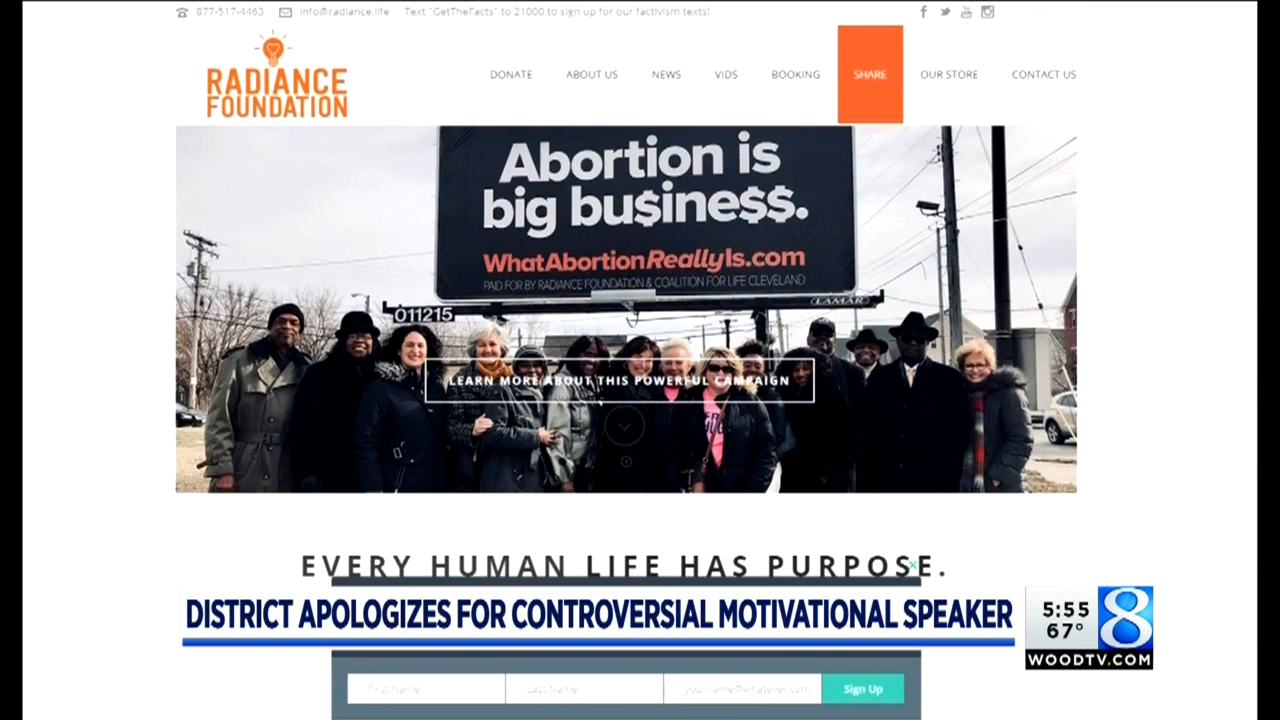 877-517-4463 info@radiance.life Text "GetTheFacts" to 21000 to sign up for our factivism texts!
RADIANCE
FOUNDATION
DONATE ABOUT US NEWS VIDS BOOKING SHARE OUR STORE CONTACT US
Abortion is
big bu$ine$$.
WhatAbortionReallyIs.com
PAID FOR BY RADIANCE FOUNDATION & COALITION FOR LIFE CLEVELAND
LAMAR
011215
LEARN MORE ABOUT THIS POWERFUL CAMPAIGN
EVERY HUMAN LIFE HAS PURPOSE.
DISTRICT APOLOGIZES FOR CONTROVERSIAL MOTIVATIONAL SPEAKER
5:55
67°
8
WOODTV.COM
First Name Last Name yourname@whatever.com Sign Up